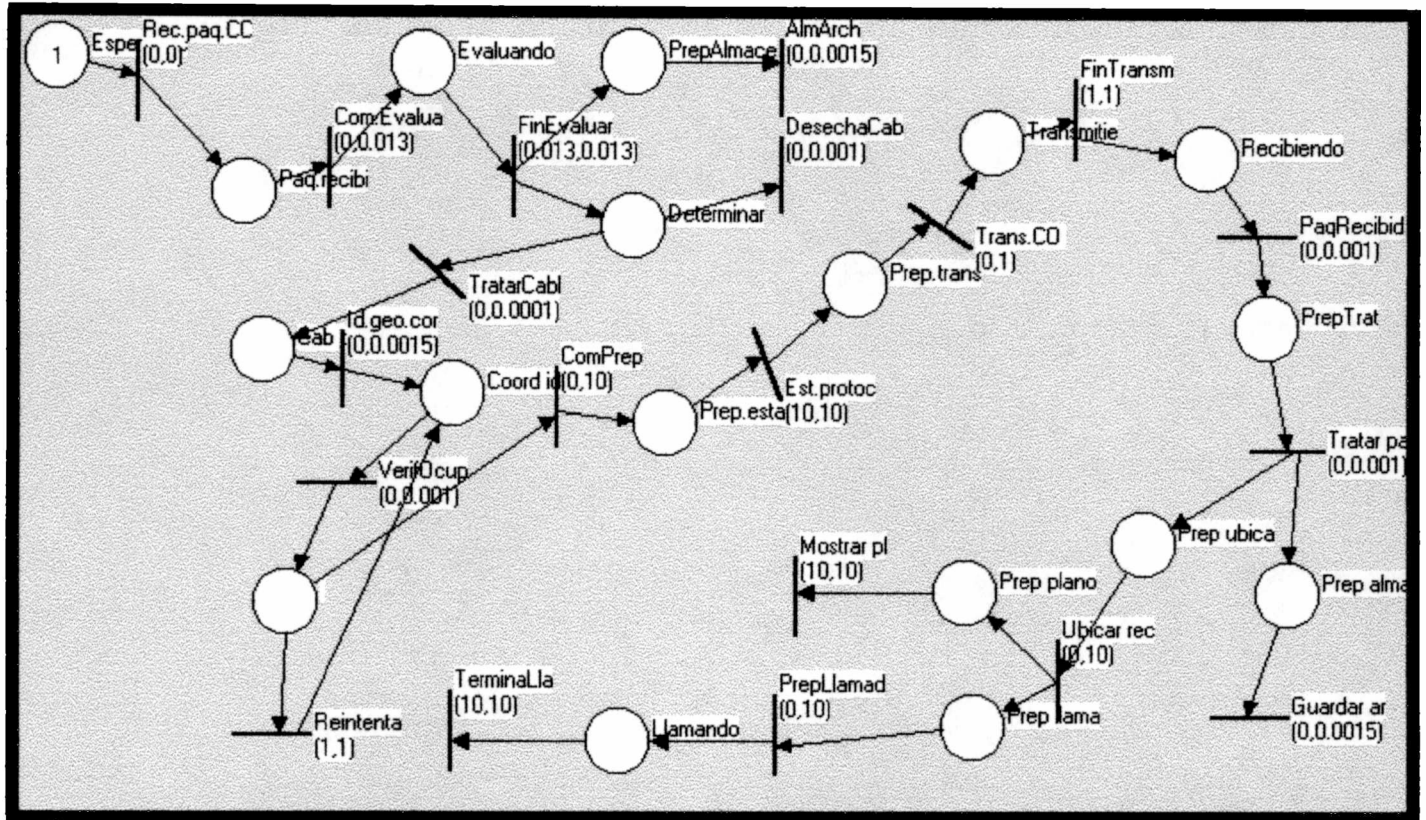 1
Espe
Rec.paq.CC
(0,0)
Evaluando
PrepAlmace
AlmArch
(0,0.0015)
Com.Evalua
(0,0.013)
FinEvaluar
(0.013,0.013)
DesechaCab
(0,0.001)
FinTransm
(1,1)
Transmitie
Recibiendo
Paq.recibi
Determinar
Trans.CO
(0,1)
PaqRecibid
(0,0.001)
TratarCabl
(0,0.0001)
Prep.trans
PrepTrat
Cab
Id.geo.cor
(0,0.0015)
Coord id
ComPrep
(0,10)
Prep.esta
Est.protoc
(10,10)
Tratar pa
(0,0.001)
VerifOcup
(0,0.001)
Prep ubica
Mostrar pl
(10,10)
Prep plano
Prep alma
Ubicar rec
(0,10)
TerminaLla
(10,10)
PrepLlamad
(0,10)
Prep llama
Llamando
Reintenta
(1,1)
Guardar ar
(0,0.0015)